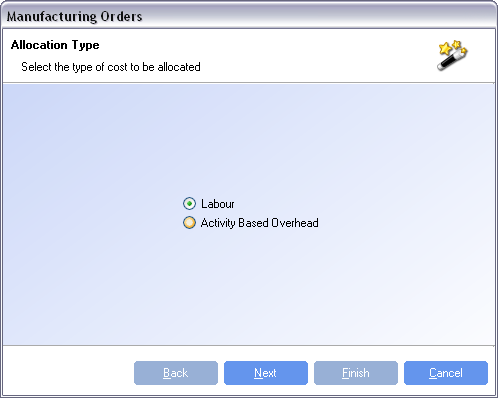 Manufacturing Orders
Allocation Type
Select the type of cost to be allocated
Labour
Activity Based Overhead
Back Next Finish Cancel